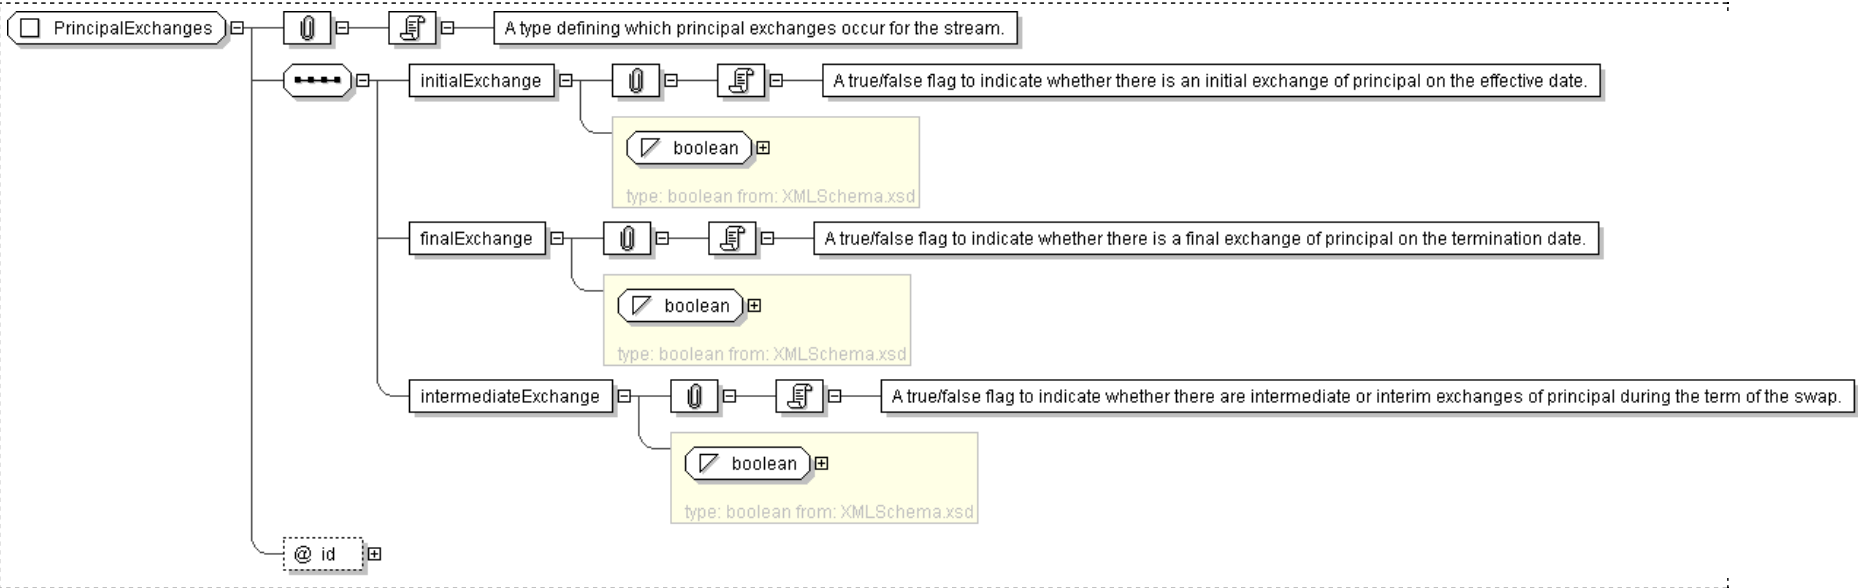 PrincipalExchanges
A type defining which principal exchanges occur for the stream.
initialExchange
A true/false flag to indicate whether there is an initial exchange of principal on the effective date.
boolean
type: boolean from: XMLSchema.xsd
finalExchange
A true/false flag to indicate whether there is a final exchange of principal on the termination date.
boolean
type: boolean from: XMLSchema.xsd
intermediateExchange
A true/false flag to indicate whether there are intermediate or interim exchanges of principal during the term of the swap.
boolean
type: boolean from: XMLSchema.xsd
@ id